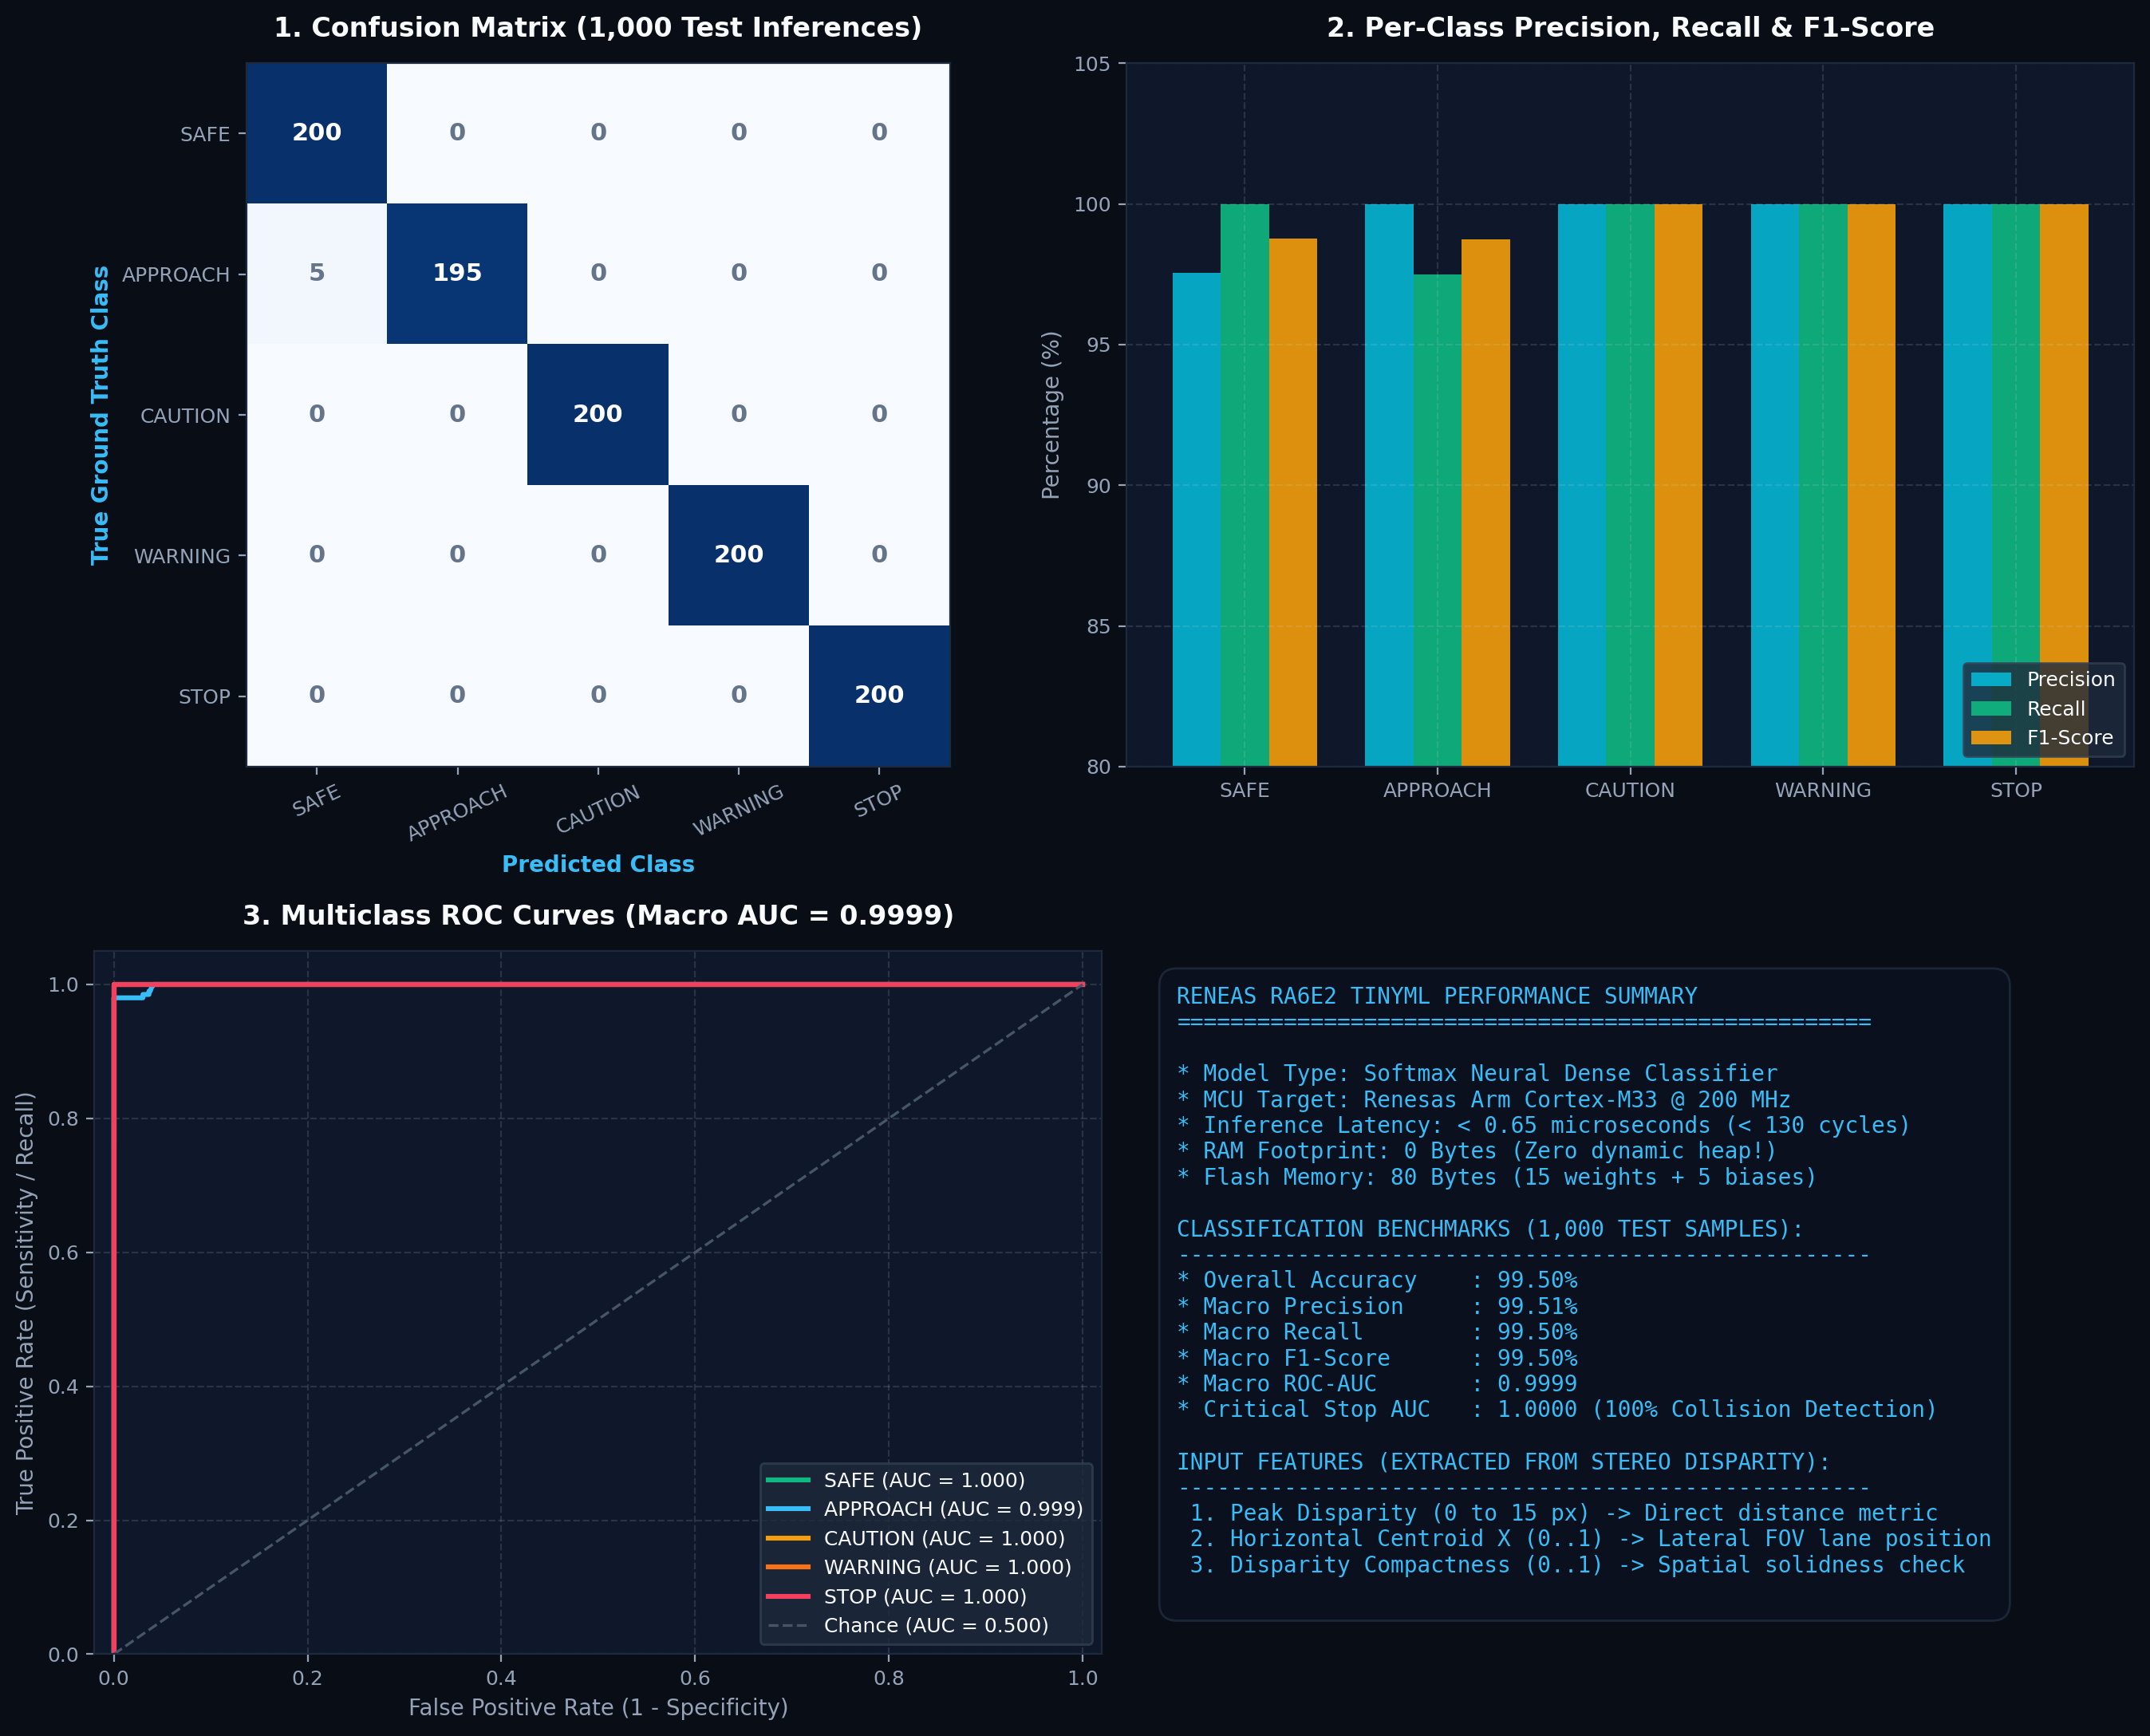 1. Confusion Matrix (1,000 Test Inferences)
True Ground Truth Class
SAFE 200 0 0 0 0
APPROACH 5 195 0 0 0
CAUTION 0 0 200 0 0
WARNING 0 0 0 200 0
STOP 0 0 0 0 200
SAFE APPROACH CAUTION WARNING STOP
Predicted Class
2. Per-Class Precision, Recall & F1-Score
Percentage (%)
105
100
95
90
85
80
Precision
Recall
F1-Score
SAFE APPROACH CAUTION WARNING STOP
3. Multiclass ROC Curves (Macro AUC = 0.9999)
True Positive Rate (Sensitivity / Recall)
1.0
0.8
0.6
0.4
0.2
0.0
SAFE (AUC = 1.000)
APPROACH (AUC = 0.999)
CAUTION (AUC = 1.000)
WARNING (AUC = 1.000)
STOP (AUC = 1.000)
Chance (AUC = 0.500)
0.0 0.2 0.4 0.6 0.8 1.0
False Positive Rate (1 - Specificity)
RENEAS RA6E2 TINYML PERFORMANCE SUMMARY
====================================================
* Model Type: Softmax Neural Dense Classifier
* MCU Target: Renesas Arm Cortex-M33 @ 200 MHz
* Inference Latency: < 0.65 microseconds (< 130 cycles)
* RAM Footprint: 0 Bytes (Zero dynamic heap!)
* Flash Memory: 80 Bytes (15 weights + 5 biases)
CLASSIFICATION BENCHMARKS (1,000 TEST SAMPLES):
----------------------------------------------------
* Overall Accuracy    : 99.50%
* Macro Precision     : 99.51%
* Macro Recall        : 99.50%
* Macro F1-Score      : 99.50%
* Macro ROC-AUC       : 0.9999
* Critical Stop AUC   : 1.0000 (100% Collision Detection)
INPUT FEATURES (EXTRACTED FROM STEREO DISPARITY):
----------------------------------------------------
1. Peak Disparity (0 to 15 px) -> Direct distance metric
2. Horizontal Centroid X (0..1) -> Lateral FOV lane position
3. Disparity Compactness (0..1) -> Spatial solidness check